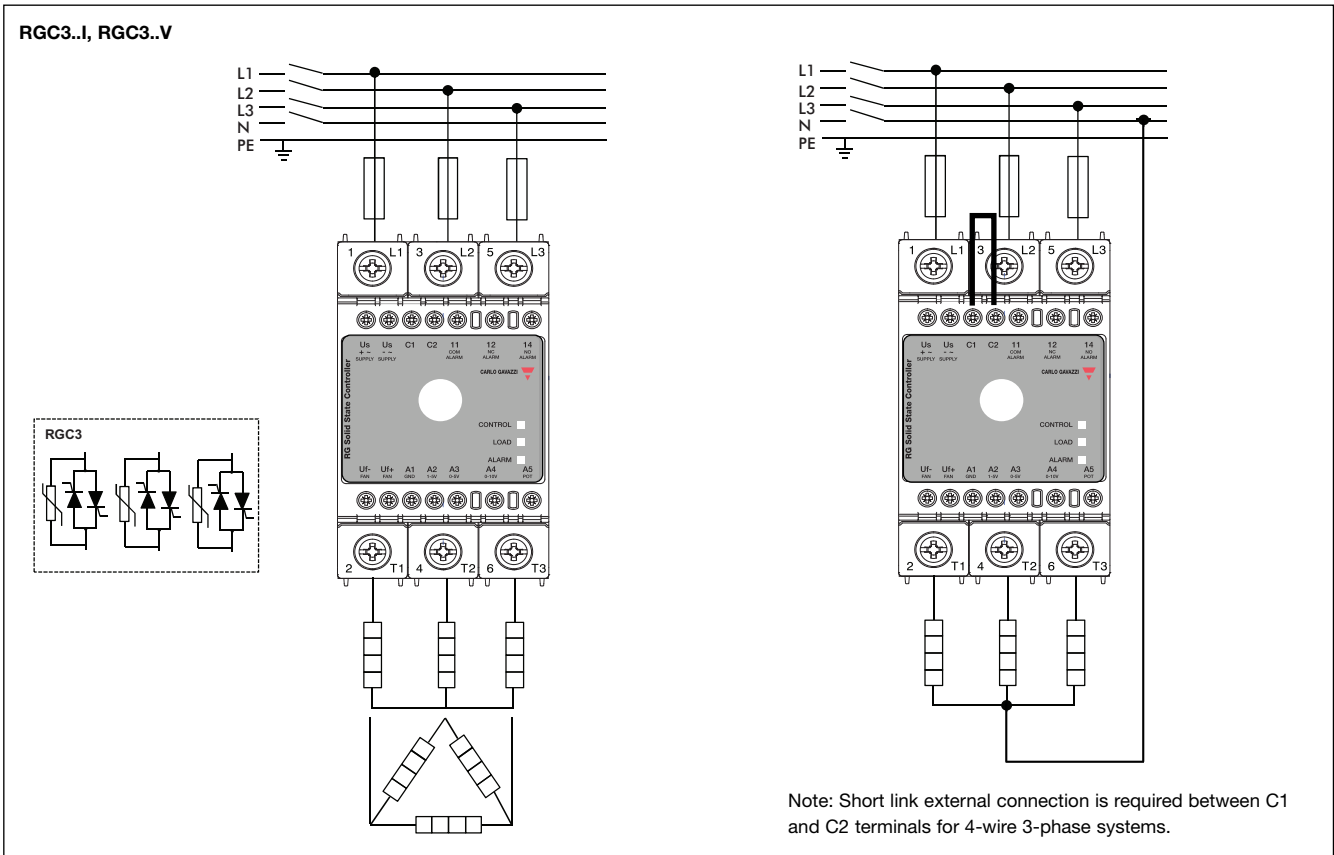 RGC3..I, RGC3..V
L1
L2
L3
N
PE
1 L1 3 L2 5 L3
Us Us C1 C2 11 12 14
+ ~ - ~ COM NC NO
SUPPLY SUPPLY ALARM ALARM ALARM
CARLO GAVAZZI
RG Solid State Controller
CONTROL
LOAD
ALARM
Uf- Uf+ A1 A2 A3 A4 A5
FAN FAN GND 1-5V 0-5V 0-10V POT
2 T1 4 T2 6 T3
RGC3
L1
L2
L3
N
PE
1 L1 3 L2 5 L3
Us Us C1 C2 11 12 14
+ ~ - ~ COM NC NO
SUPPLY SUPPLY ALARM ALARM ALARM
CARLO GAVAZZI
RG Solid State Controller
CONTROL
LOAD
ALARM
Uf- Uf+ A1 A2 A3 A4 A5
FAN FAN GND 1-5V 0-5V 0-10V POT
2 T1 4 T2 6 T3
Note: Short link external connection is required between C1
and C2 terminals for 4-wire 3-phase systems.